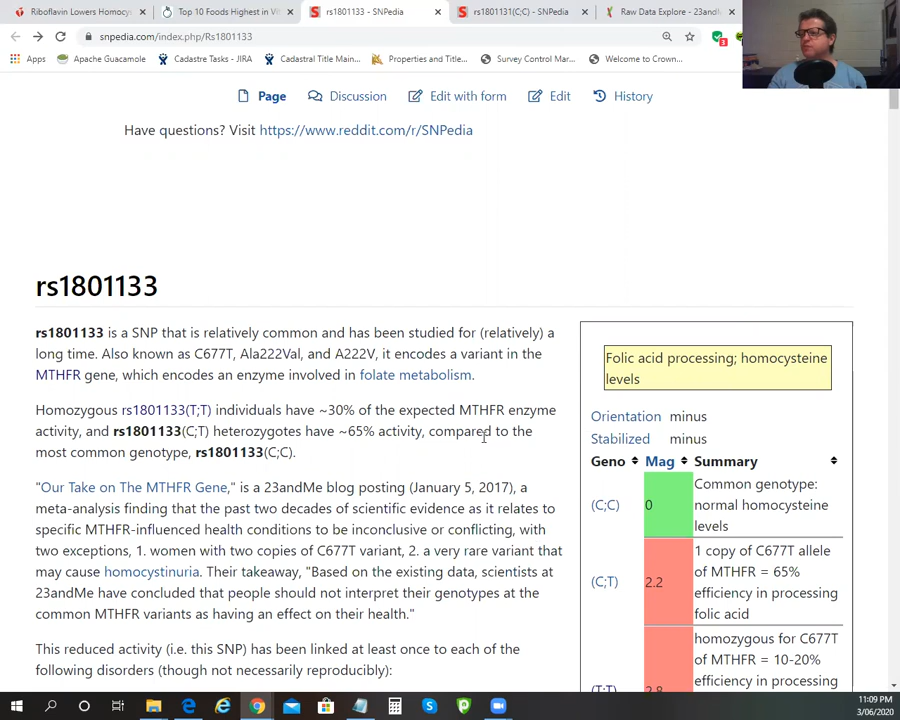 Riboflavin Lowers Homocys
Top 10 Foods Highest in Vit
rs1801133 - SNPedia
rs1801131(C;C) - SNPedia
Raw Data Explore - 23andM
snpedia.com/index.php/Rs1801133
Apps
Apache Guacamole
Cadastre Tasks - JIRA
Cadastral Title Main...
Properties and Title...
Survey Control Mar...
Welcome to Crown...
3
Page
Discussion
Edit with form
Edit
History
Have questions? Visit https://www.reddit.com/r/SNPedia
rs1801133
rs1801133 is a SNP that is relatively common and has been studied for (relatively) a
long time. Also known as C677T, Ala222Val, and A222V, it encodes a variant in the
MTHFR gene, which encodes an enzyme involved in folate metabolism.
Homozygous rs1801133(T;T) individuals have ~30% of the expected MTHFR enzyme
activity, and rs1801133(C;T) heterozygotes have ~65% activity, compared to the
most common genotype, rs1801133(C;C).
"Our Take on The MTHFR Gene," is a 23andMe blog posting (January 5, 2017), a
meta-analysis finding that the past two decades of scientific evidence as it relates to
specific MTHFR-influenced health conditions to be inconclusive or conflicting, with
two exceptions, 1. women with two copies of C677T variant, 2. a very rare variant that
may cause homocystinuria. Their takeaway, "Based on the existing data, scientists at
23andMe have concluded that people should not interpret their genotypes at the
common MTHFR variants as having an effect on their health."
This reduced activity (i.e. this SNP) has been linked at least once to each of the
following disorders (though not necessarily reproducibly):
Folic acid processing; homocysteine
levels
Orientation minus
Stabilized minus
Geno Mag Summary
(C;C) 0 Common genotype:
normal homocysteine
levels
(C;T) 2.2 1 copy of C677T allele
of MTHFR = 65%
efficiency in processing
folic acid
(T;T) 2.8 homozygous for C677T
of MTHFR = 10-20%
efficiency in processing
11:09 PM
3/06/2020